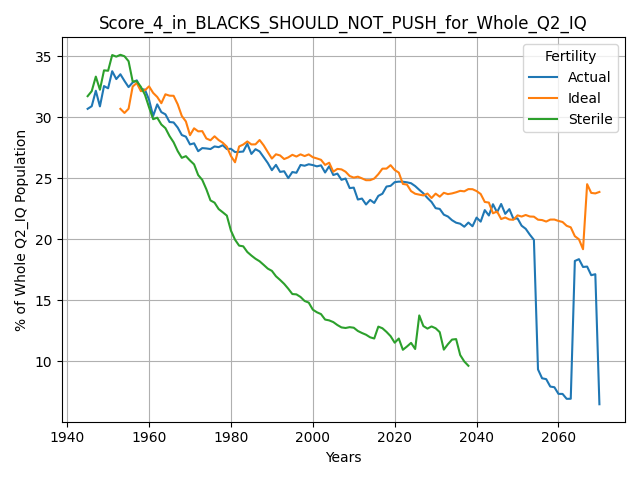 Score_4_in_BLACKS_SHOULD_NOT_PUSH_for_Whole_Q2_IQ
Fertility
Actual
Ideal
Sterile
% of Whole Q2_IQ Population
35
30
25
20
15
10
1940
1960
1980
2000
2020
2040
2060
Years